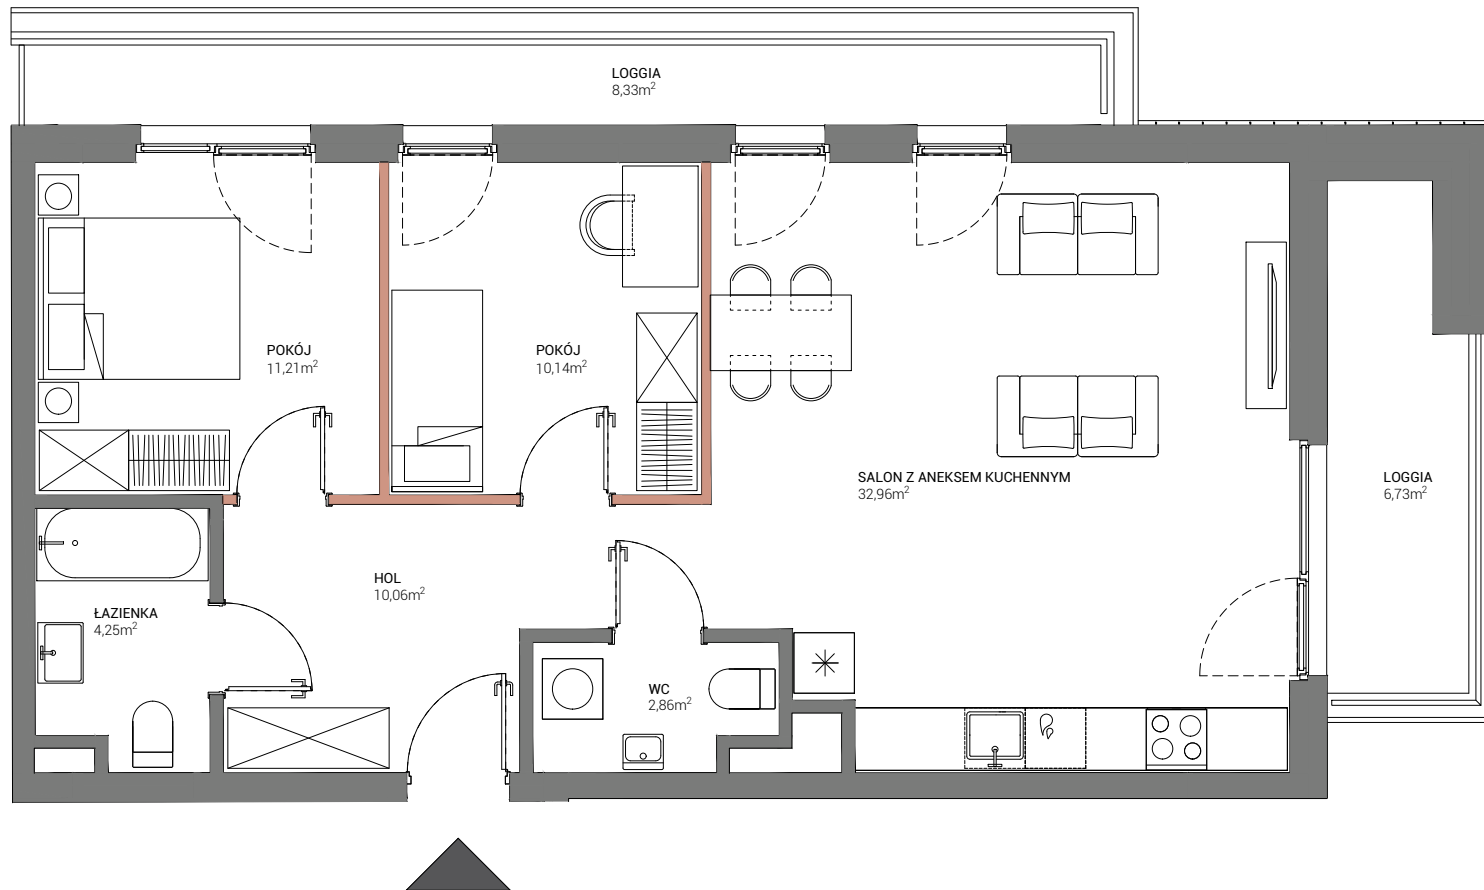 LOGGIA
8,33m²
POKÓJ
11,21m²
POKÓJ
10,14m²
SALON Z ANEKSEM KUCHENNYM
32,96m²
LOGGIA
6,73m²
HOL
10,06m²
ŁAZIENKA
4,25m²
WC
2,86m²